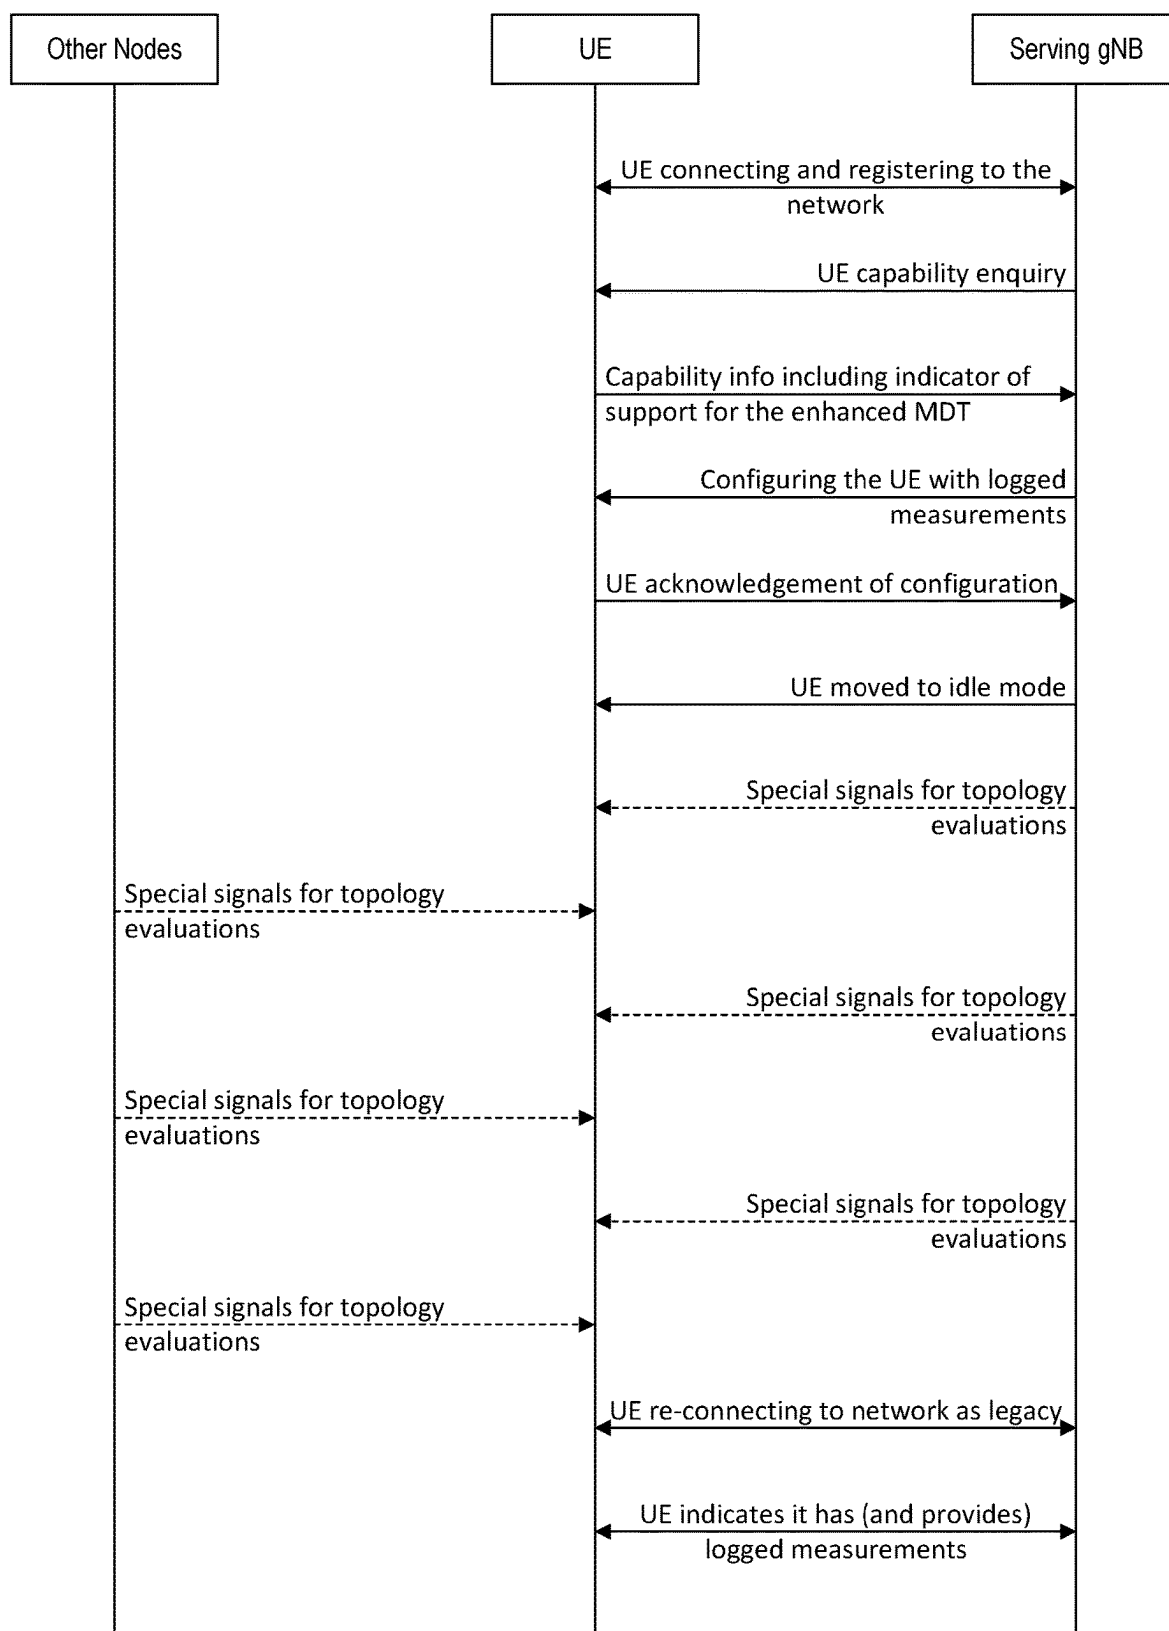 Other Nodes
UE
Serving gNB
UE connecting and registering to the
network
UE capability enquiry
Capability info including indicator of
support for the enhanced MDT
Configuring the UE with logged
measurements
UE acknowledgement of configuration
UE moved to idle mode
Special signals for topology
evaluations
Special signals for topology
evaluations
Special signals for topology
evaluations
Special signals for topology
evaluations
Special signals for topology
evaluations
Special signals for topology
evaluations
UE re-connecting to network as legacy
UE indicates it has (and provides)
logged measurements